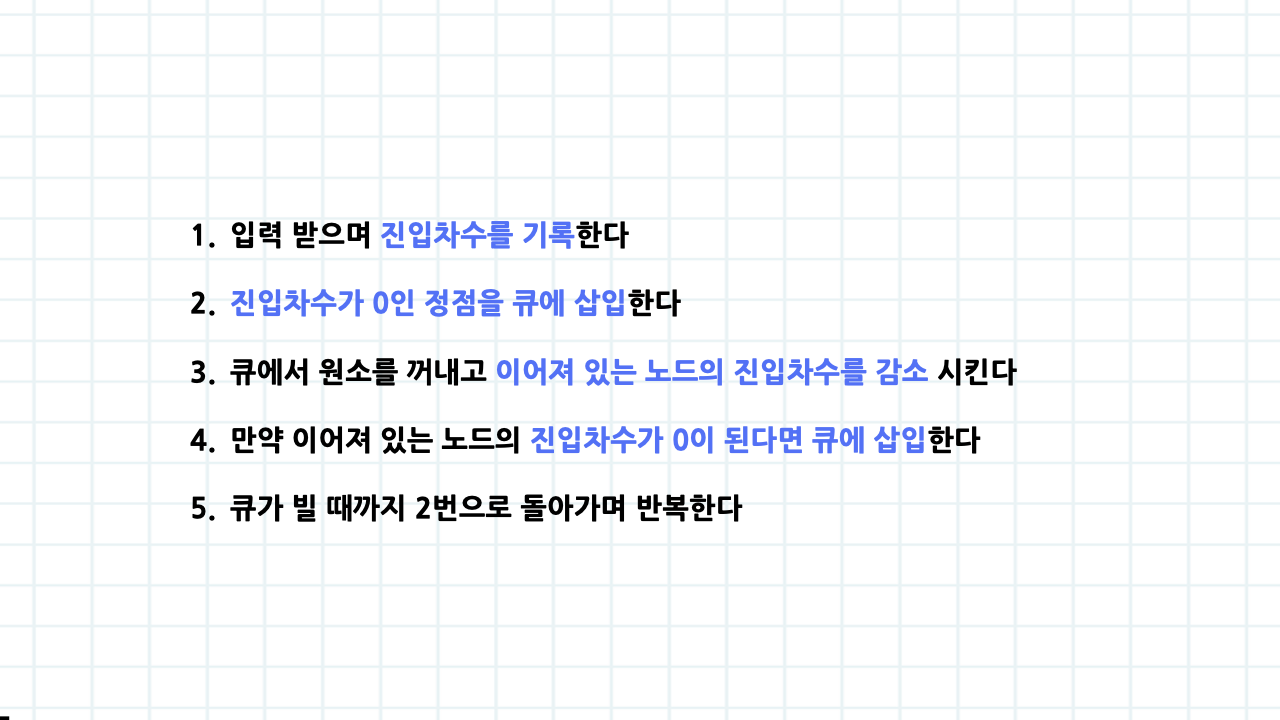 1. 입력 받으며 진입차수를 기록한다
2. 진입차수가 0인 정점을 큐에 삽입한다
3. 큐에서 원소를 꺼내고 이어져 있는 노드의 진입차수를 감소 시킨다
4. 만약 이어져 있는 노드의 진입차수가 0이 된다면 큐에 삽입한다
5. 큐가 빌 때까지 2번으로 돌아가며 반복한다